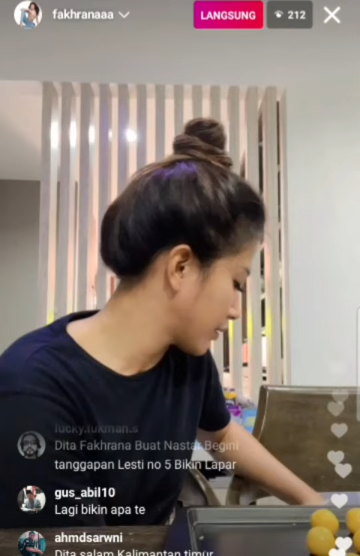 fakhranaaa
LANGSUNG
212
lucky.lukman.s
Dita Fakhrana Buat Nastar Begini
tanggapan Lesti no 5 Bikin Lapar
gus_abil10
Lagi bikin apa te
ahmdsarwni
Dita salam Kalimantan timur